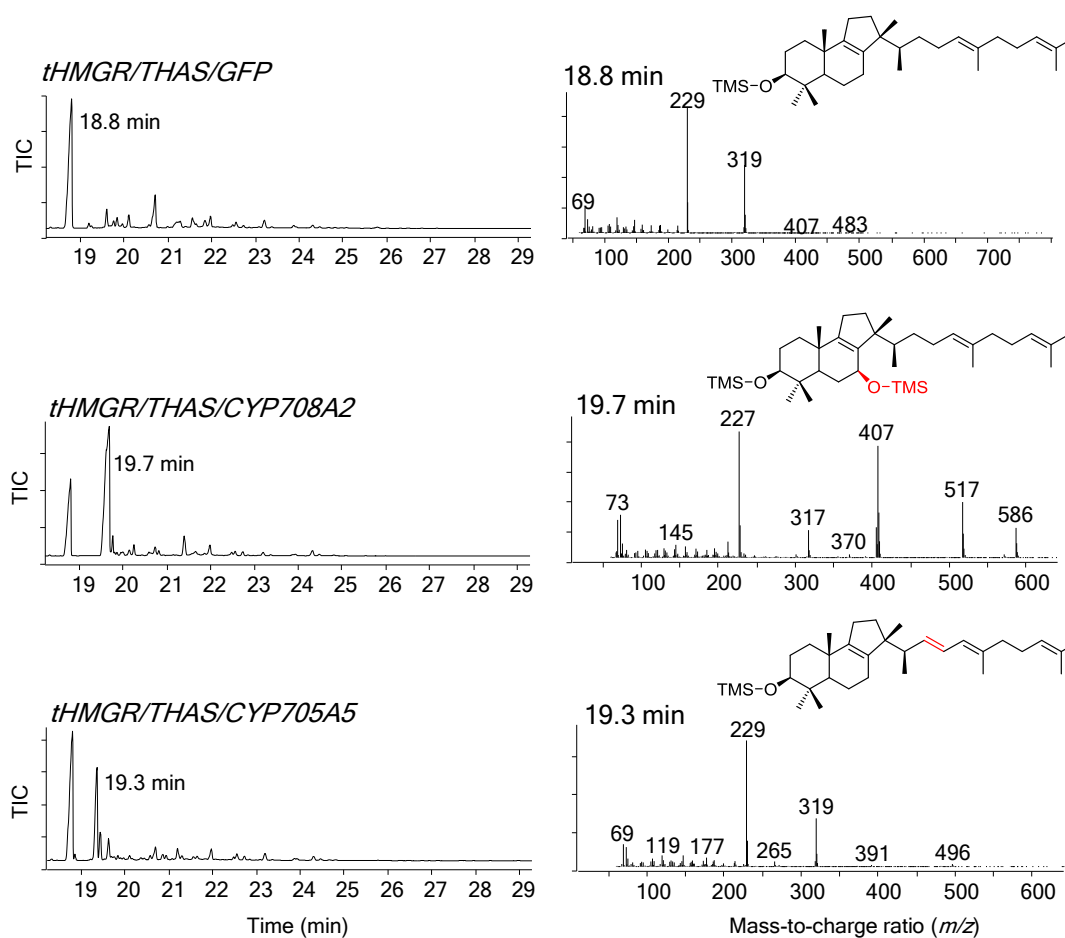 tHMGR/THAS/GFP
18.8 min
TIC
19 20 21 22 23 24 25 26 27 28 29
18.8 min
TMS-O
229
319
69
407
483
100 200 300 400 500 600 700
tHMGR/THAS/CYP708A2
19.7 min
TIC
19 20 21 22 23 24 25 26 27 28 29
19.7 min
TMS-O
O-TMS
227
407
517
586
73
145
317
370
100 200 300 400 500 600
tHMGR/THAS/CYP705A5
19.3 min
TIC
19 20 21 22 23 24 25 26 27 28 29
Time (min)
19.3 min
TMS-O
229
319
69
119
177
265
391
496
100 200 300 400 500 600
Mass-to-charge ratio (m/z)